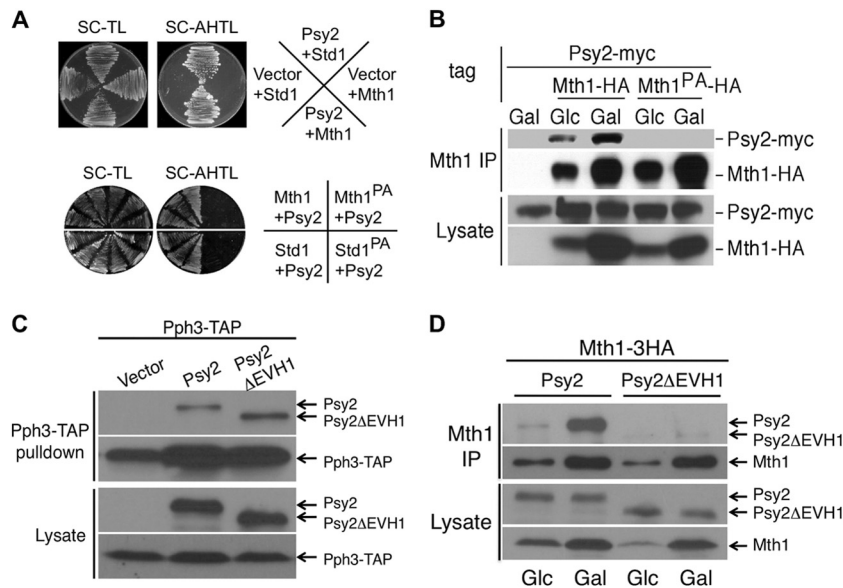 A
SC-TL SC-AHTL
Psy2
+Std1
Vector Vector
+Std1 +Mth1
Psy2
+Mth1
SC-TL SC-AHTL
Mth1 Mth1PA
+Psy2 +Psy2
Std1 Std1PA
+Psy2 +Psy2
B
Psy2-myc
tag
Mth1-HA Mth1PA-HA
Gal Glc Gal Glc Gal
Mth1 IP
Psy2-myc
Mth1-HA
Lysate
Psy2-myc
Mth1-HA
C
Pph3-TAP
Vector Psy2 Psy2
ΔEVH1
Pph3-TAP
pulldown
Psy2
Psy2ΔEVH1
Pph3-TAP
Lysate
Psy2
Psy2ΔEVH1
Pph3-TAP
D
Mth1-3HA
Psy2 Psy2ΔEVH1
Mth1
IP
Psy2
Psy2ΔEVH1
Mth1
Lysate
Psy2
Psy2ΔEVH1
Mth1
Glc Gal Glc Gal